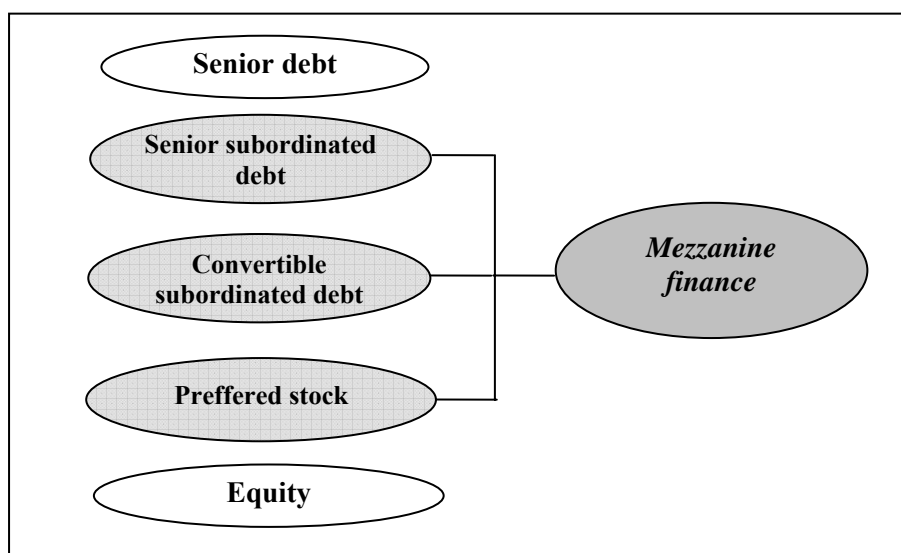 Senior debt
Senior subordinated
debt
Convertible
subordinated debt
Preffered stock
Equity
Mezzanine
finance